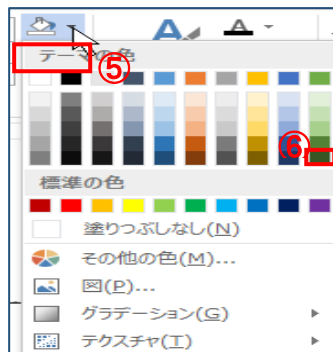 A A
テーマの色
⑤
⑥
標準の色
塗りつぶしなし(N)
その他の色(M)...
図(P)...
グラデーション(G)
テクスチャ(T)